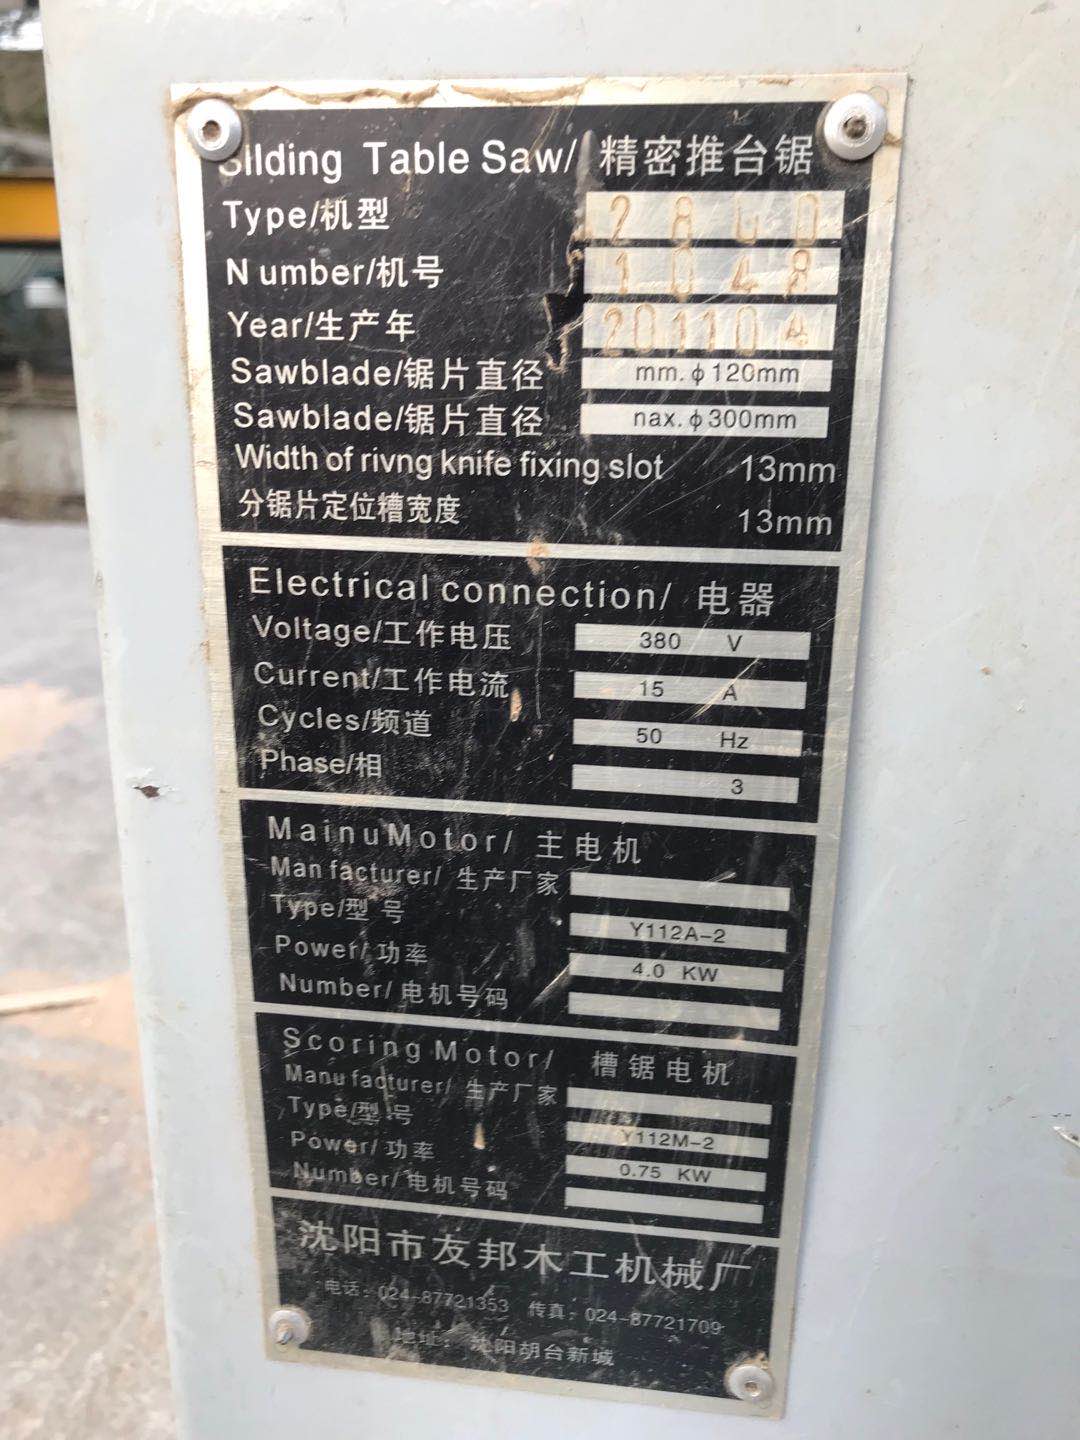 Silding Table Saw/ 精密推台锯
Type/机型 2800
Number/机号 1048
Year/生产年 201104
Sawblade/锯片直径 mm.ϕ120mm
Sawblade/锯片直径 nax.ϕ300mm
Width of rivng knife fixing slot 13mm
分锯片定位糟宽度 13mm
Electrical connection/ 电器
Voltage/工作电压 380 V
Current/工作电流 15 A
Cycles/频道 50 Hz
Phase/相 3
MainuMotor/ 主电机
Man facturer/ 生产厂家
Type/型号 Y112A-2
Power/功率 4.0 KW
Number/电机号码
Scoring Motor/ 槽锯电机
Manu facturer/ 生产厂家
Type/型号 Y112M-2
Power/功率 0.75 KW
Number/电机号码
沈阳市友邦木工机械厂
电话：024-87721353 传真：024-87721709
地址：沈阳胡台新城